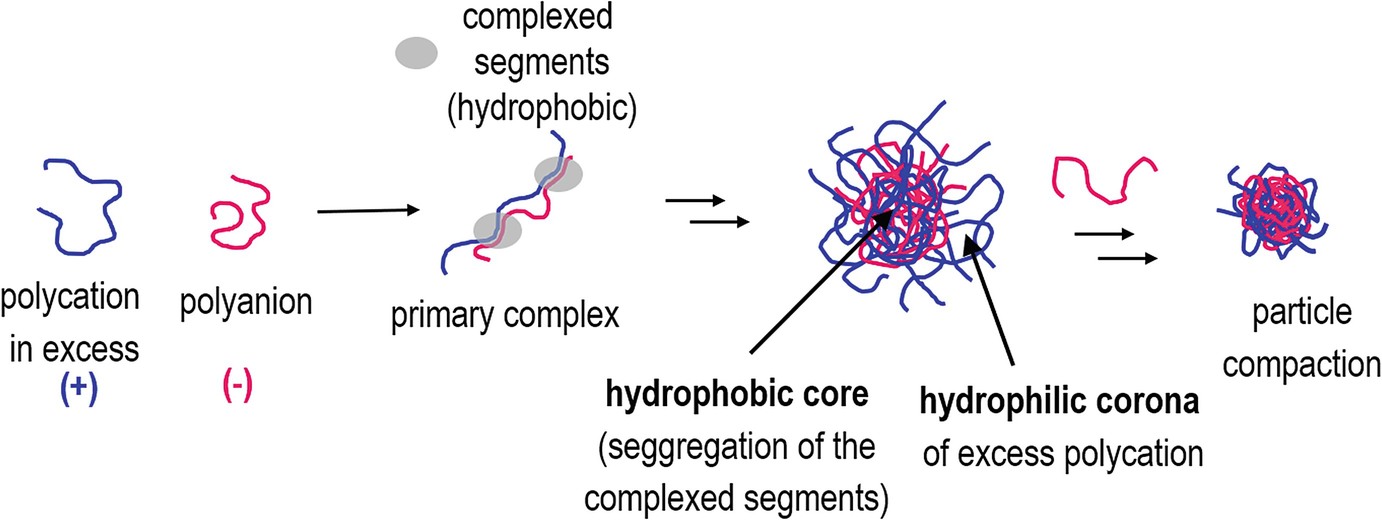 complexed
segments
(hydrophobic)
polycation
in excess
(+)
polyanion
(-)
primary complex
hydrophobic core
(seggregation of the
complexed segments)
hydrophilic corona
of excess polycation
particle
compaction